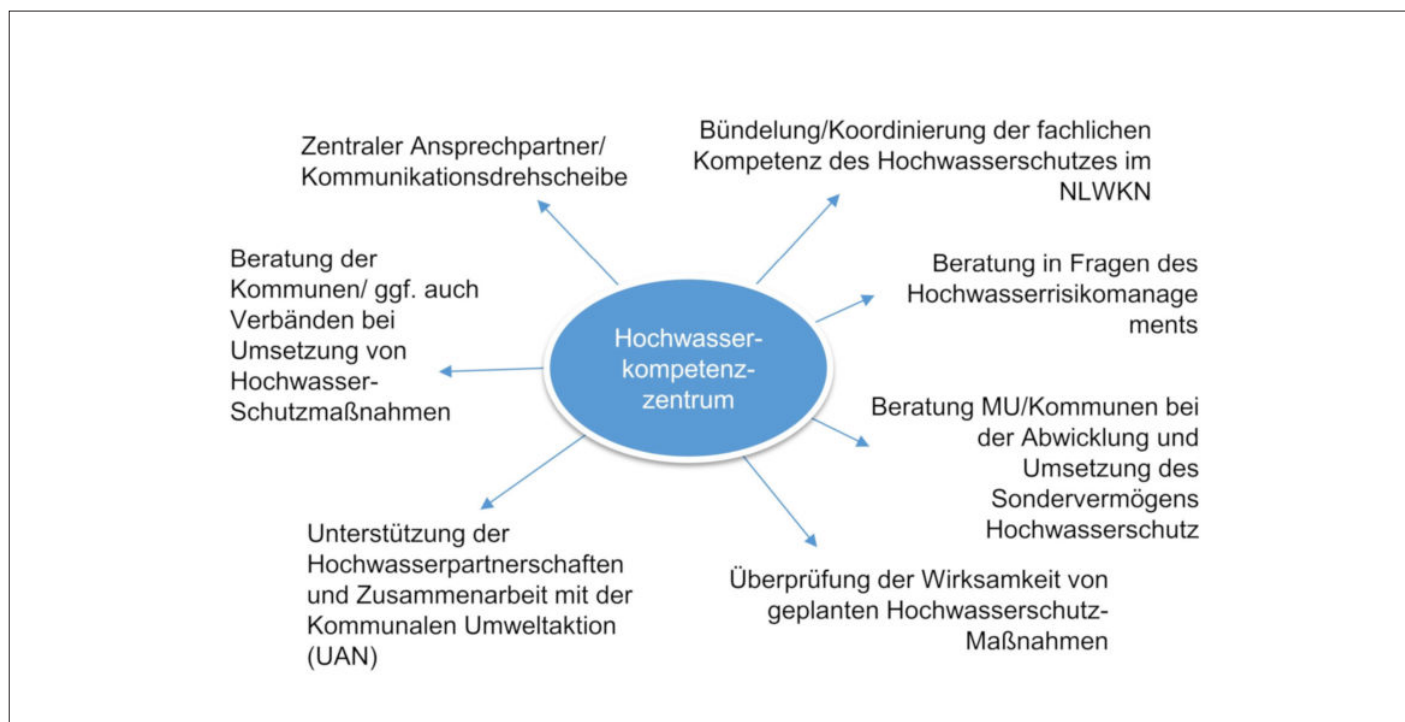 Zentraler Ansprechpartner/
Kommunikationsdrehscheibe
Bündelung/Koordinierung der fachlichen
Kompetenz des Hochwasserschutzes im
NLWKN
Beratung der
Kommunen/ ggf. auch
Verbänden bei
Umsetzung von
Hochwasser-
Schutzmaßnahmen
Hochwasser-
kompetenz-
zentrum
Beratung in Fragen des
Hochwasserrisikomanage
ments
Beratung MU/Kommunen bei
der Abwicklung und
Umsetzung des
Sondervermögens
Hochwasserschutz
Unterstützung der
Hochwasserpartnerschaften
und Zusammenarbeit mit der
Kommunalen Umweltaktion
(UAN)
Überprüfung der Wirksamkeit von
geplanten Hochwasserschutz-
Maßnahmen